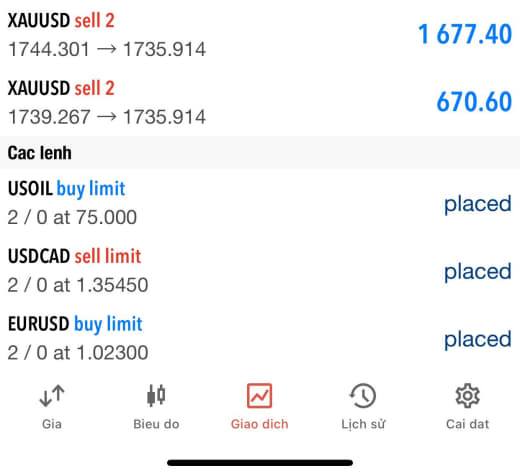 XAUUSD sell 2
1744.301 → 1735.914
1 677.40
XAUUSD sell 2
1739.267 → 1735.914
670.60
Cac lenh
USOIL buy limit
2 / 0 at 75.000
placed
USDCAD sell limit
2 / 0 at 1.35450
placed
EURUSD buy limit
2 / 0 at 1.02300
placed
Gia
Bieu do
Giao dich
Lịch sử
Cai dat